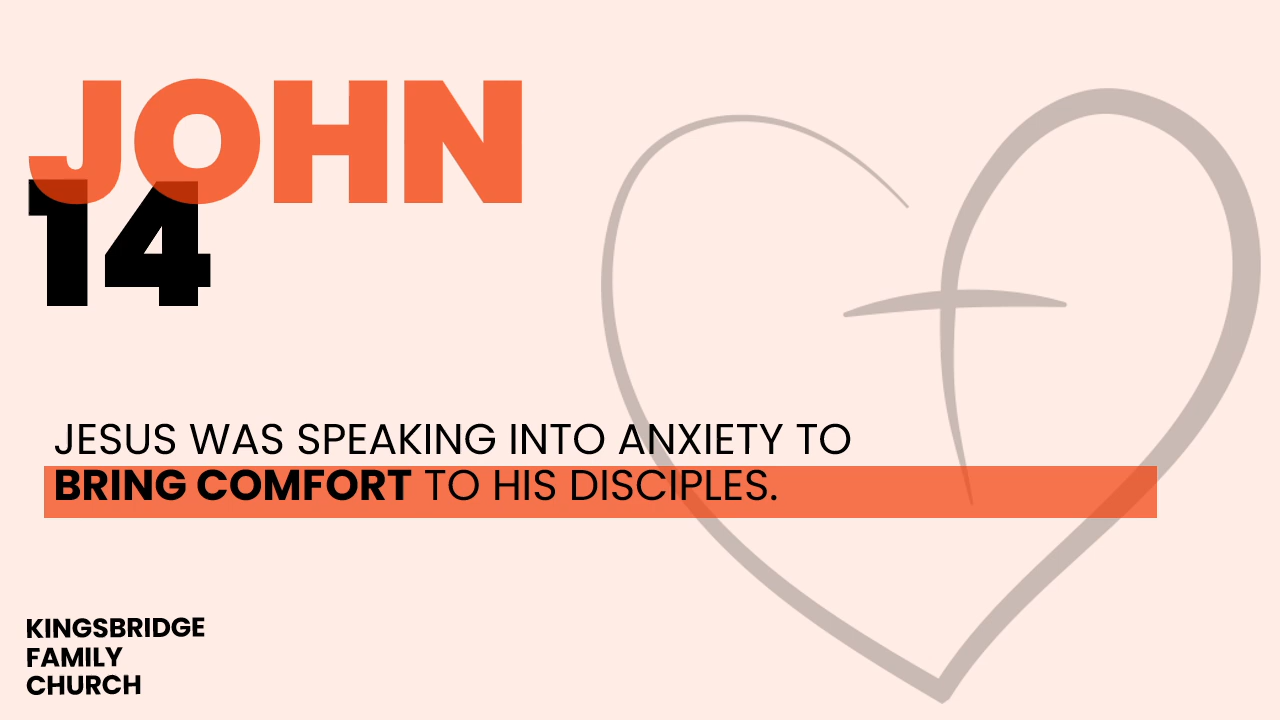 JOHN
14
JESUS WAS SPEAKING INTO ANXIETY TO
BRING COMFORT TO HIS DISCIPLES.
KINGSBRIDGE
FAMILY
CHURCH